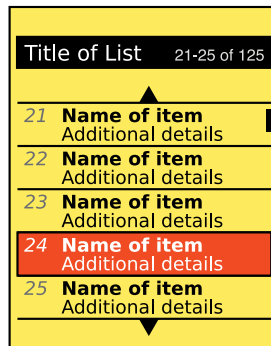 Title of List 21-25 of 125
21 Name of item
Additional details
22 Name of item
Additional details
23 Name of item
Additional details
24 Name of item
Additional details
25 Name of item
Additional details